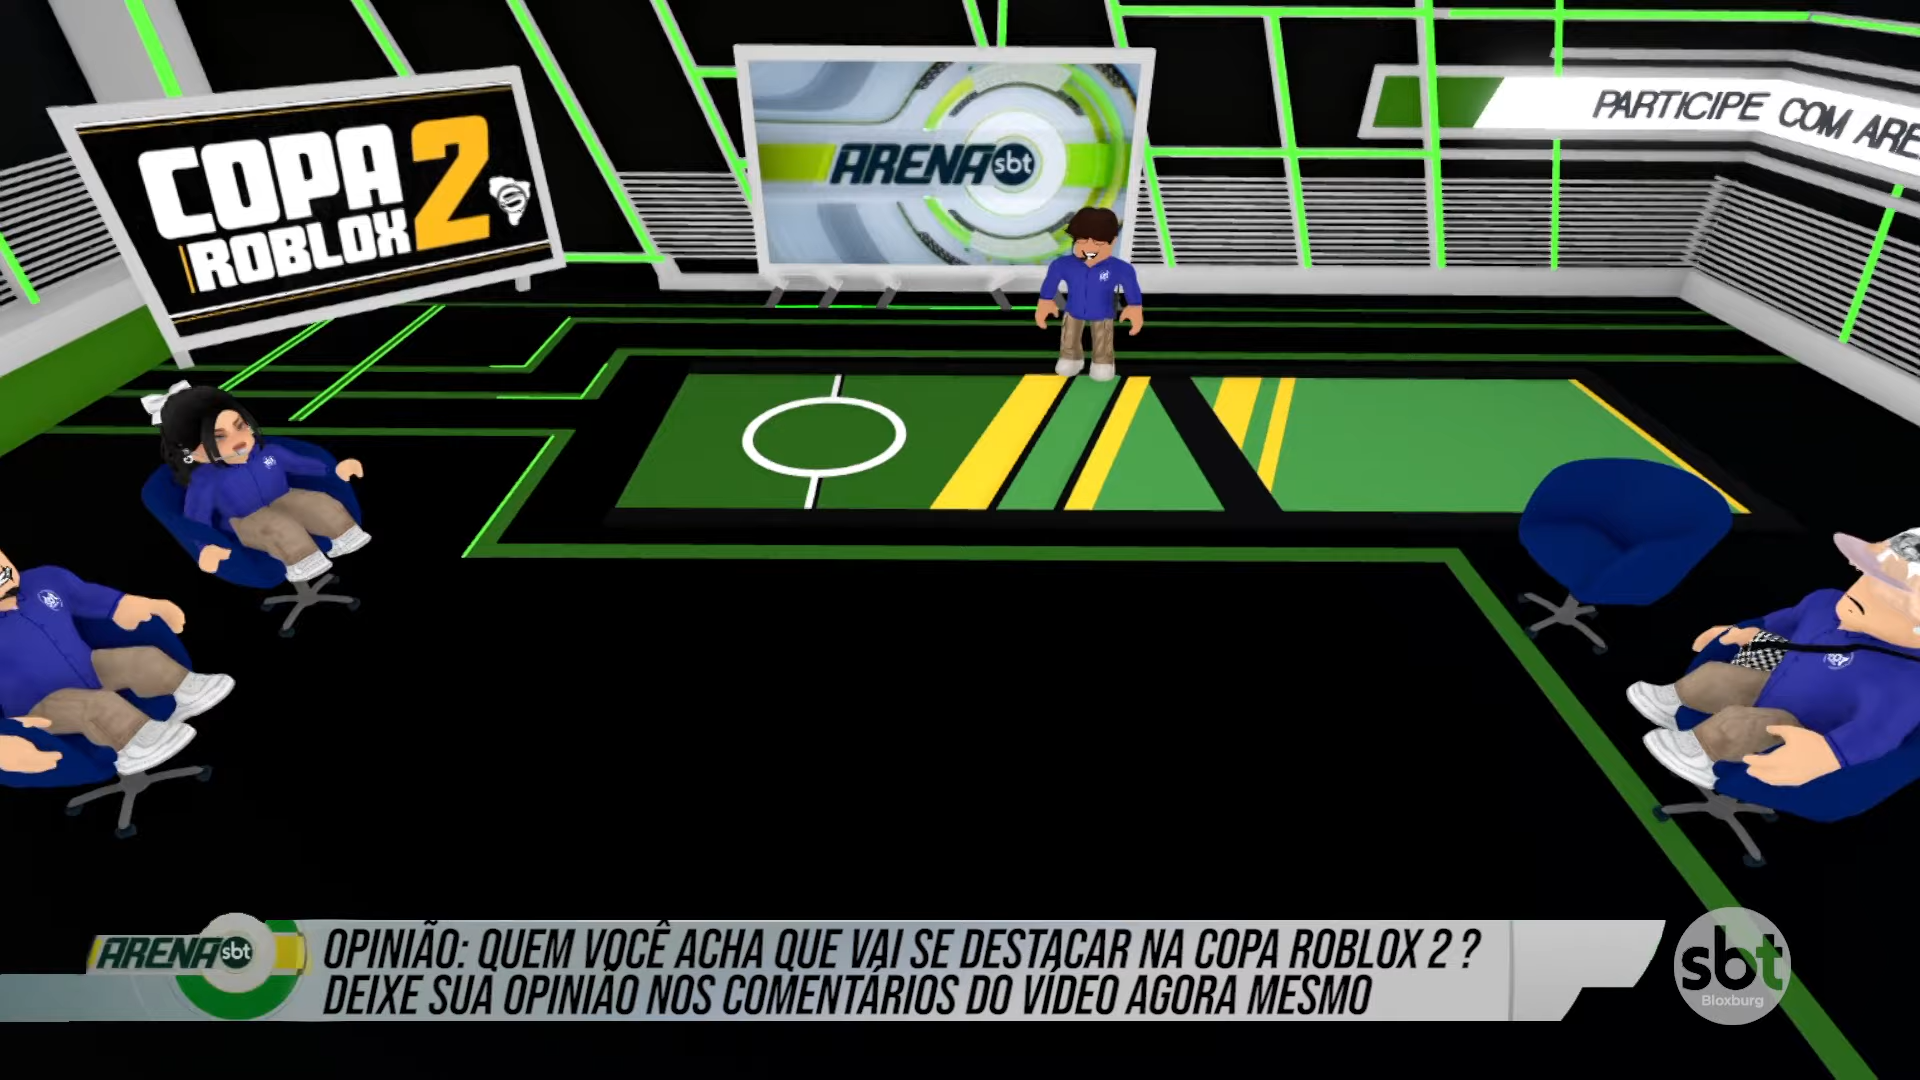 COPA 2
ROBLOX
ARENA sbt
PARTICIPE COM ARE
ARENA sbt
OPINIÃO: QUEM VOCÊ ACHA QUE VAI SE DESTACAR NA COPA ROBLOX 2 ?
DEIXE SUA OPINIÃO NOS COMENTÁRIOS DO VÍDEO AGORA MESMO
sbt
Bloxburg